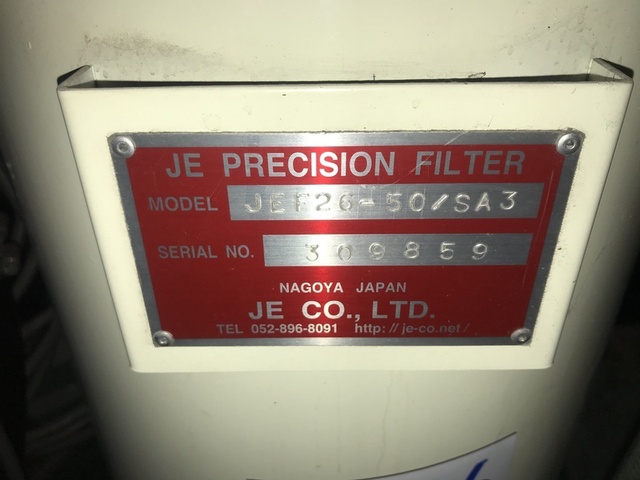 JE PRECISION FILTER
MODEL JEF26-50/SA3
SERIAL NO. 309859
NAGOYA JAPAN
JE CO., LTD.
TEL 052-896-8091 http://je-co.net/